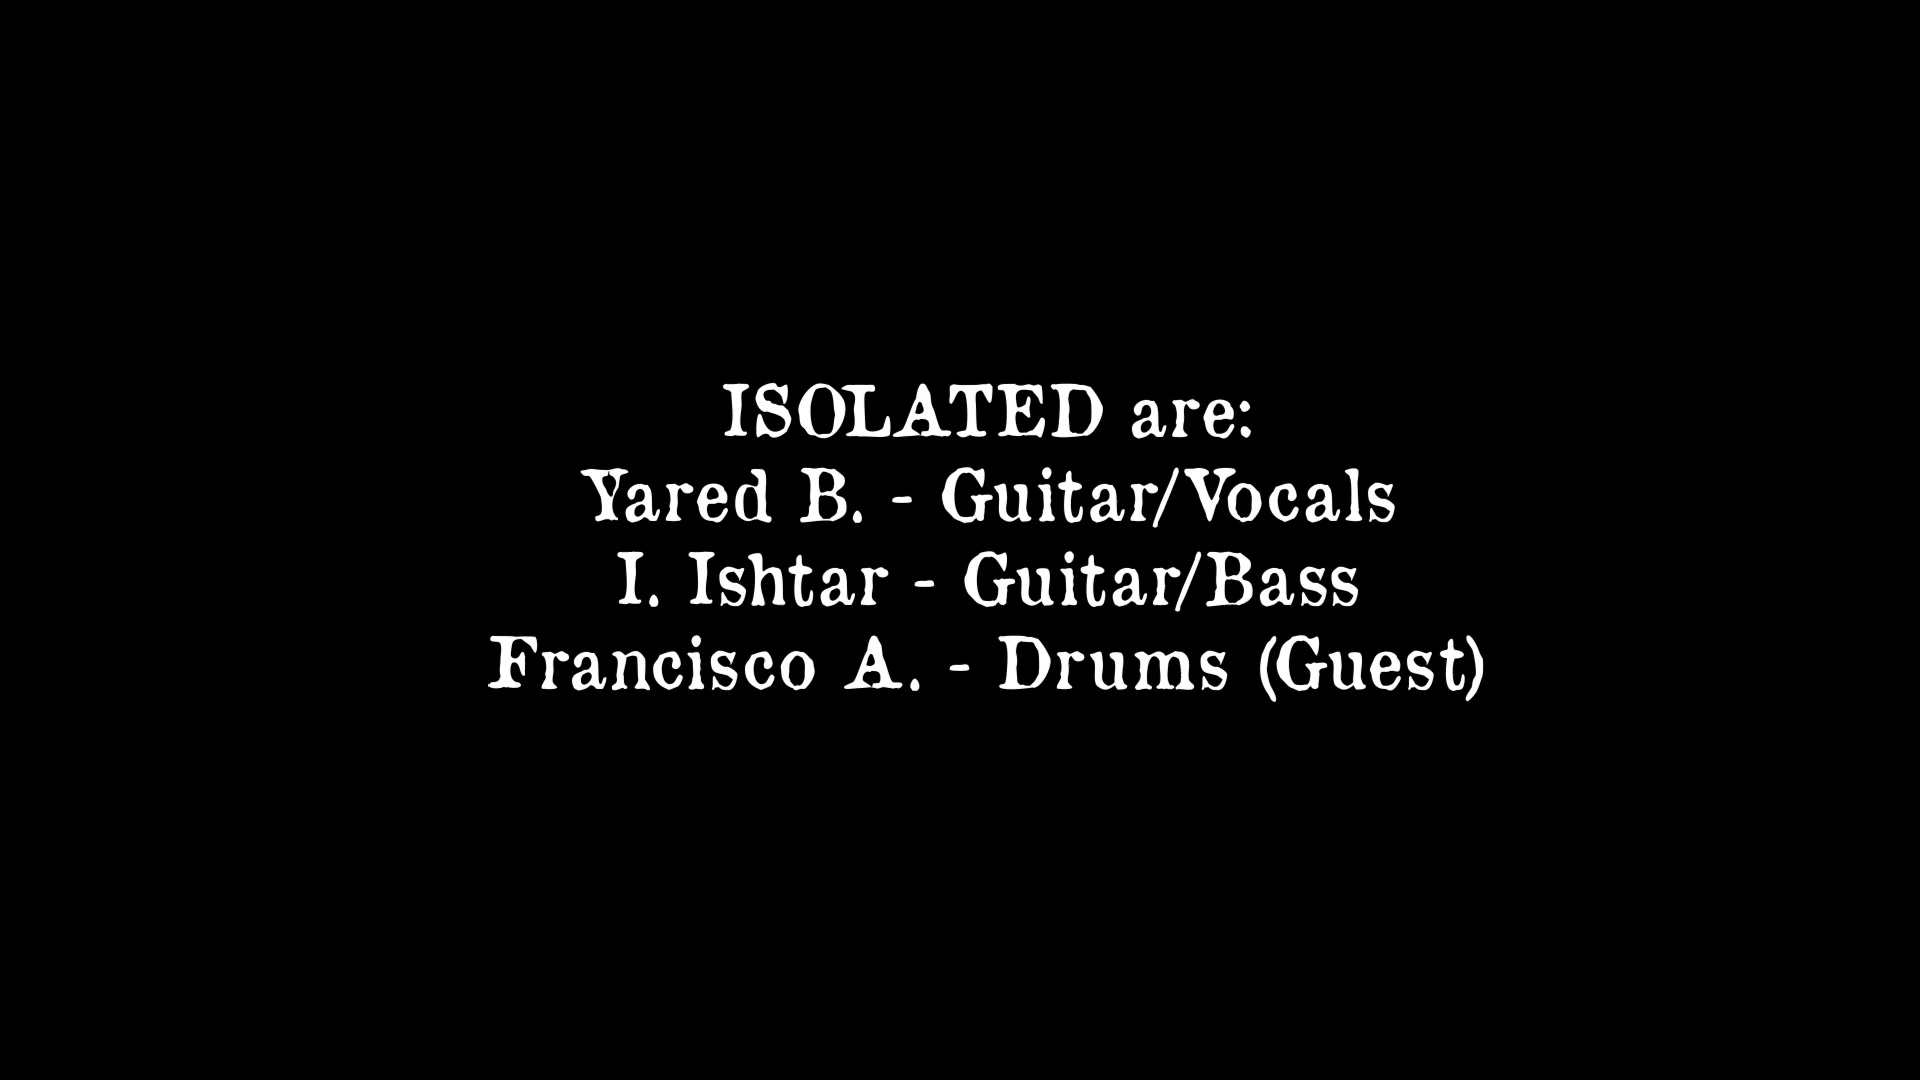 ISOLATED are:
Yared B. - Guitar/Vocals
I. Ishtar - Guitar/Bass
Francisco A. - Drums (Guest)